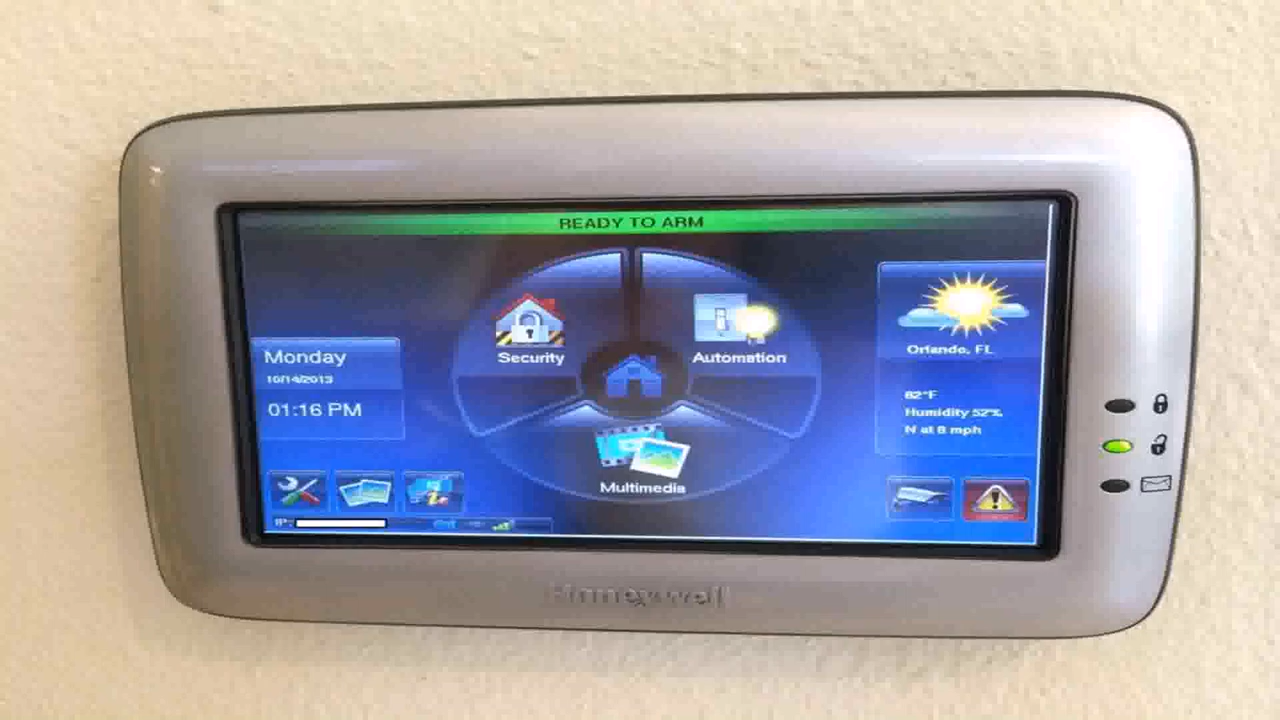 READY TO ARM
Security
Automation
Multimedia
Monday
10/14/2013
01:16 PM
Orlando, FL
82°F
Humidity 52%
N at 8 mph
IP:
Honeywell